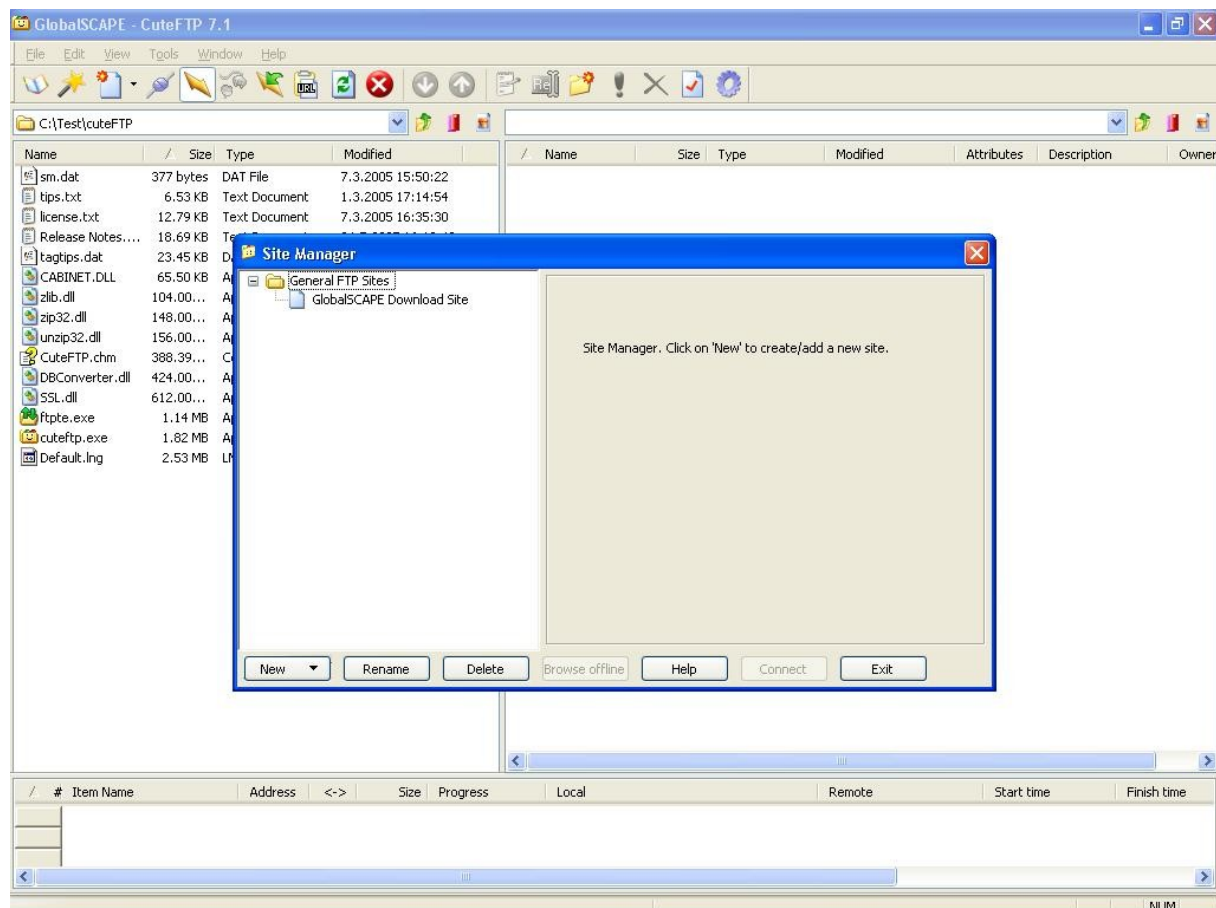 GlobalSCAPE - CuteFTP 7.1
File Edit View Tools Window Help
URL
C:\Test\cuteFTP
Name / Size Type Modified
/ Name Size Type Modified Attributes Description Owner
sm.dat 377 bytes DAT File 7.3.2005 15:50:22
tips.txt 6.53 KB Text Document 1.3.2005 17:14:54
license.txt 12.79 KB Text Document 7.3.2005 16:35:30
Release Notes.... 18.69 KB
tagtips.dat 23.45 KB
CABINET.DLL 65.50 KB
zlib.dll 104.00...
zip32.dll 148.00...
unzip32.dll 156.00...
CuteFTP.chm 388.39...
DBConverter.dll 424.00...
SSL.dll 612.00...
ftpte.exe 1.14 MB
cuteftp.exe 1.82 MB
Default.lng 2.53 MB
Site Manager
General FTP Sites
GlobalSCAPE Download Site
Site Manager. Click on 'New' to create/add a new site.
New Rename Delete Browse offline Help Connect Exit
/ # Item Name Address <-> Size Progress Local Remote Start time Finish time
NUM